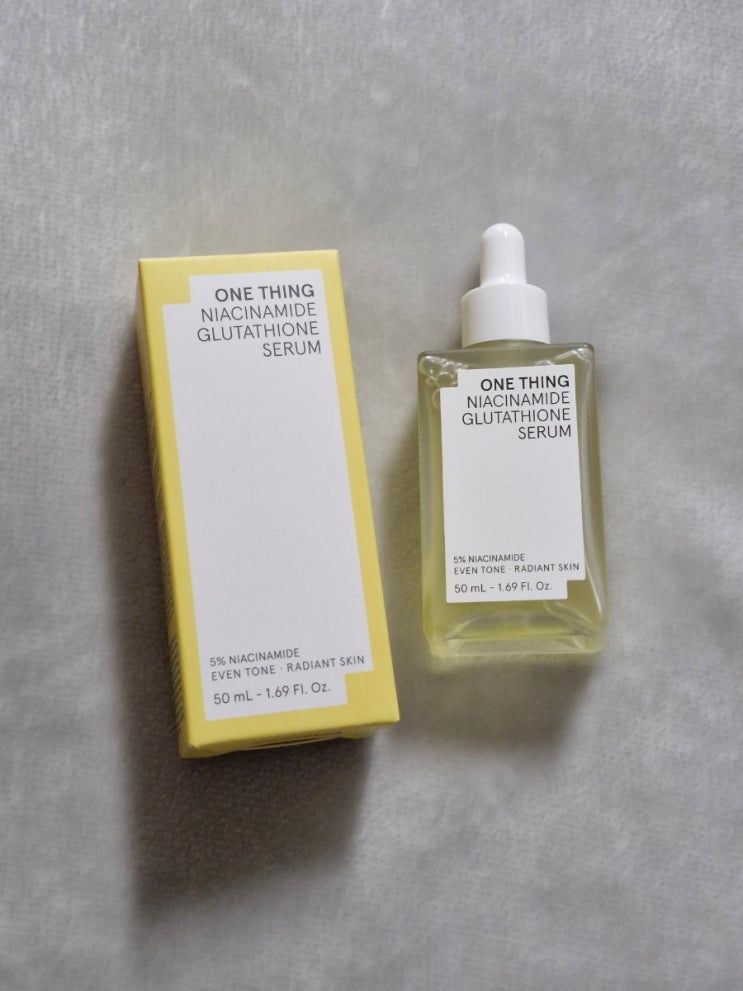 ONE THING
NIACINAMIDE
GLUTATHIONE
SERUM
5% NIACINAMIDE
EVEN TONE · RADIANT SKIN
50 mL - 1.69 Fl. Oz.
ONE THING
NIACINAMIDE
GLUTATHIONE
SERUM
5% NIACINAMIDE
EVEN TONE · RADIANT SKIN
50 mL - 1.69 Fl. Oz.